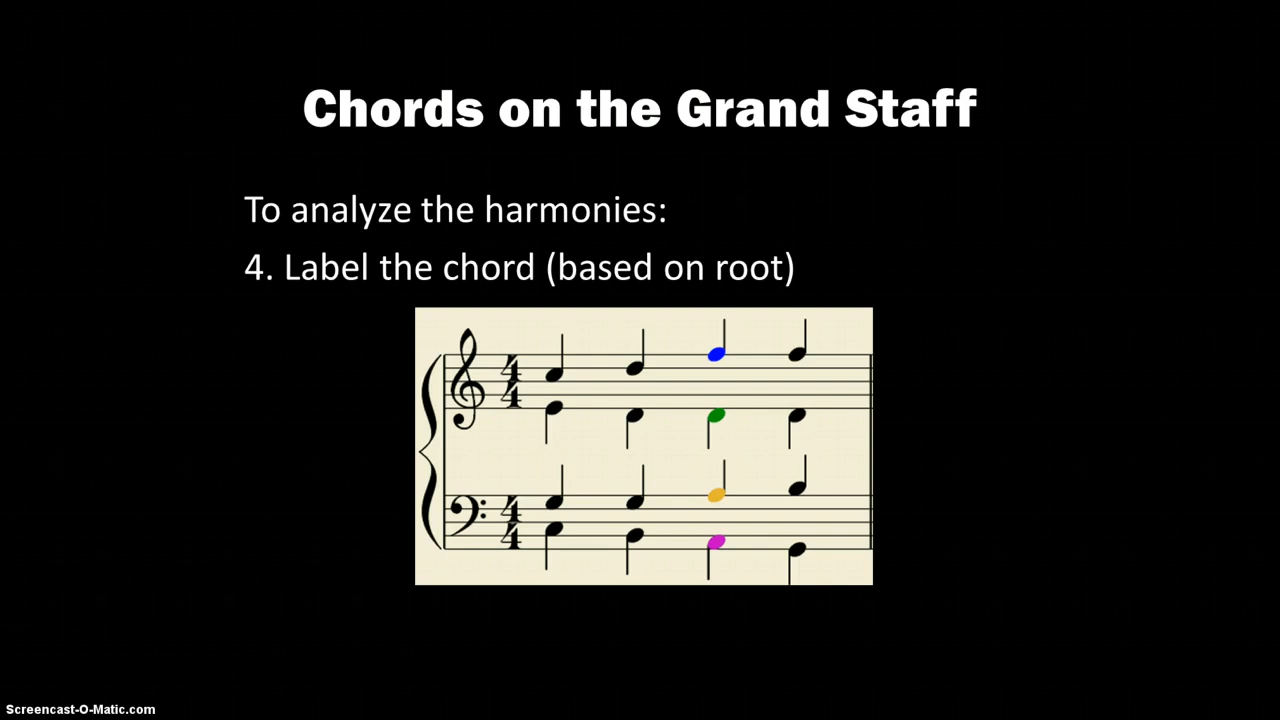 Chords on the Grand Staff
To analyze the harmonies:
4. Label the chord (based on root)
4 4
4 4
Screencast-O-Matic.com